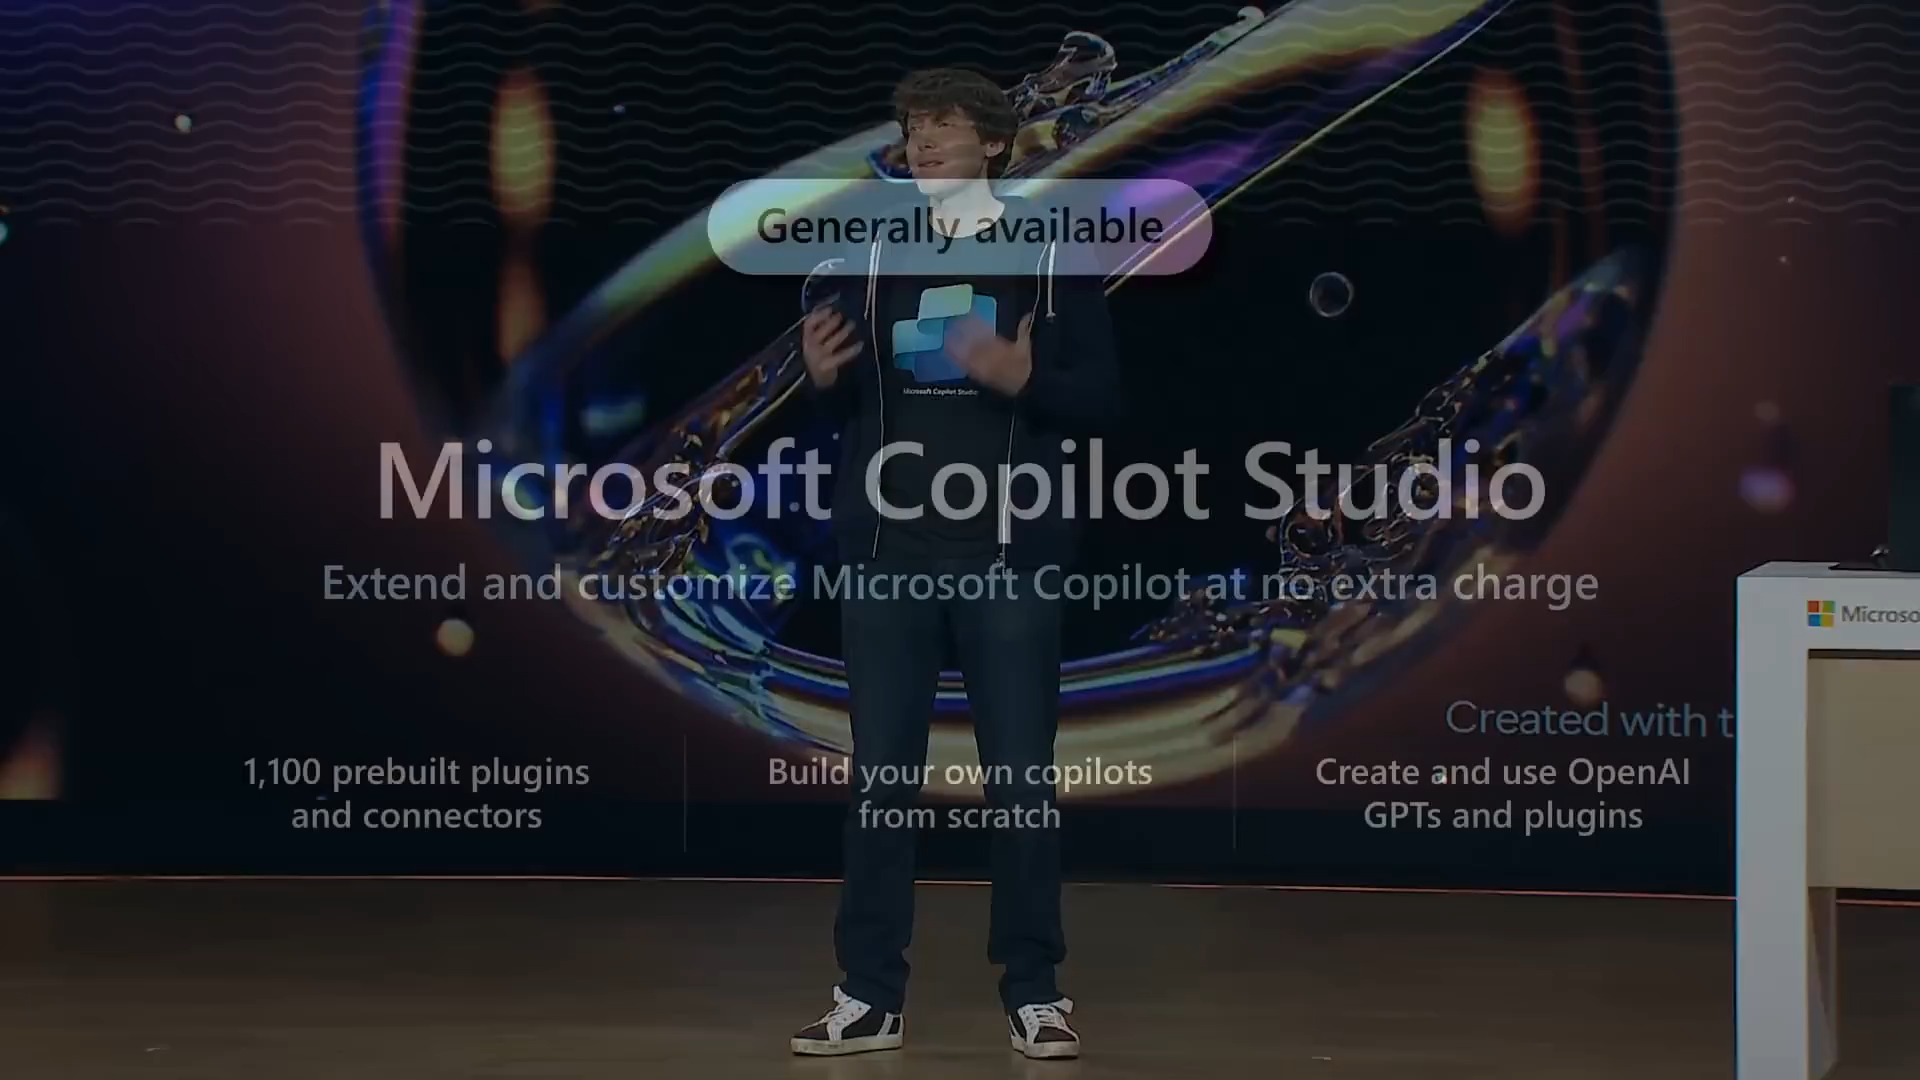 Generally available
Microsoft Copilot Studio
Microsoft Copilot Studio
Extend and customize Microsoft Copilot at no extra charge
Microso
Created with t
1,100 prebuilt plugins
and connectors
Build your own copilots
from scratch
Create and use OpenAI
GPTs and plugins